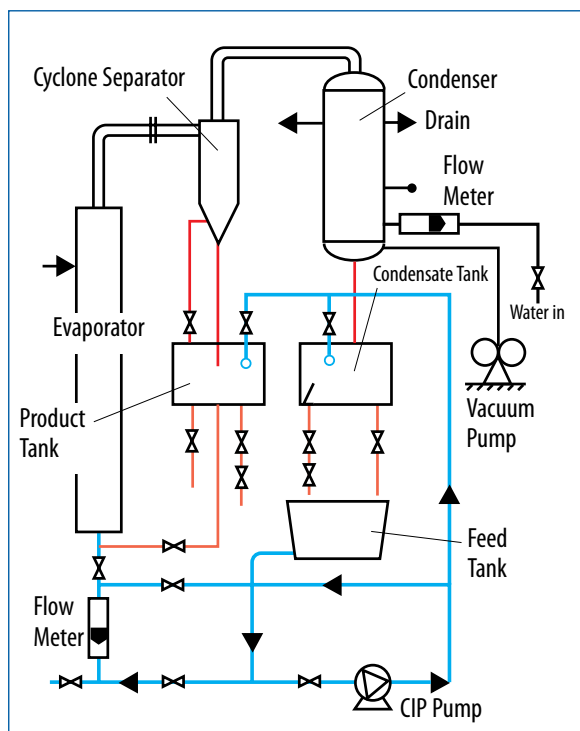 Cyclone Separator
Condenser
Drain
Flow
Meter
Condensate Tank
Water in
Evaporator
Product
Tank
Vacuum
Pump
Feed
Tank
Flow
Meter
CIP Pump